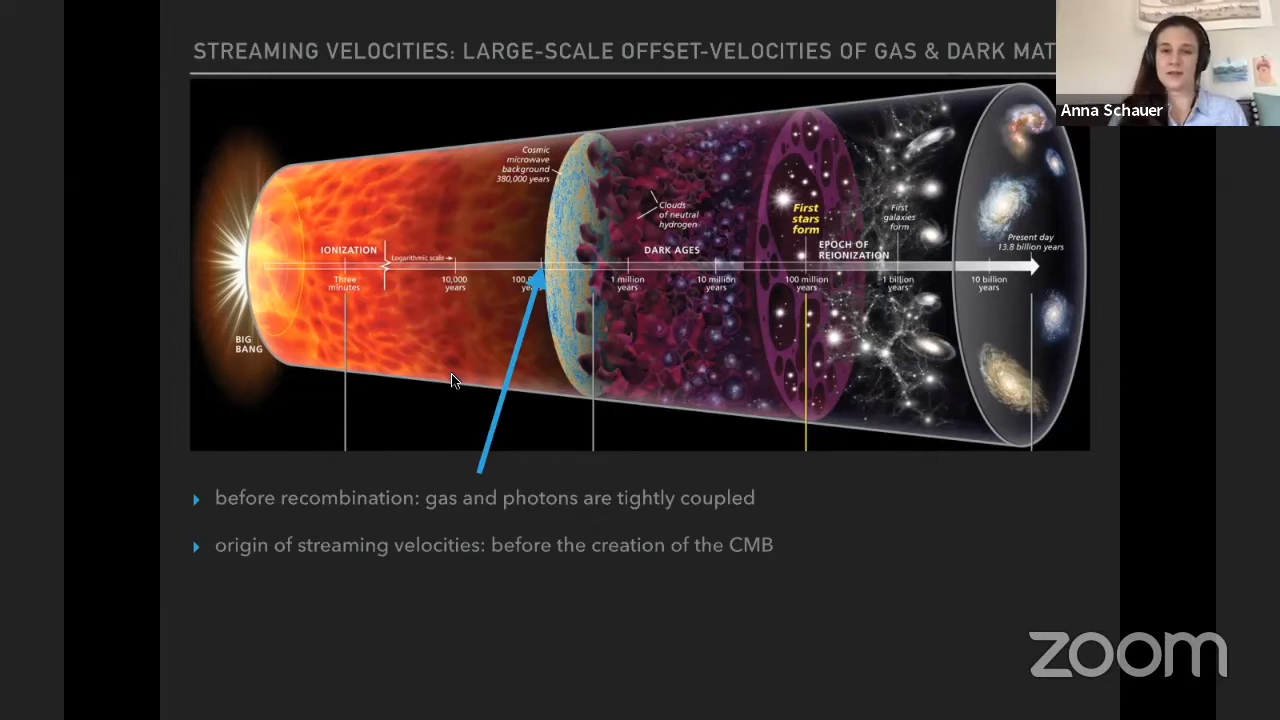 STREAMING VELOCITIES: LARGE-SCALE OFFSET-VELOCITIES OF GAS & DARK MAT
Anna Schauer
Cosmic
microwave
background
380,000 years
Clouds
of neutral
hydrogen
First
stars
form
First
galaxies
form
Present day
13.8 billion years
IONIZATION
Logarithmic scale
DARK AGES
EPOCH OF
REIONIZATION
Three
minutes
10,000
years
1 million
years
10 million
years
100 million
years
1 billion
years
10 billion
years
BIG
BANG
before recombination: gas and photons are tightly coupled
origin of streaming velocities: before the creation of the CMB
zoom